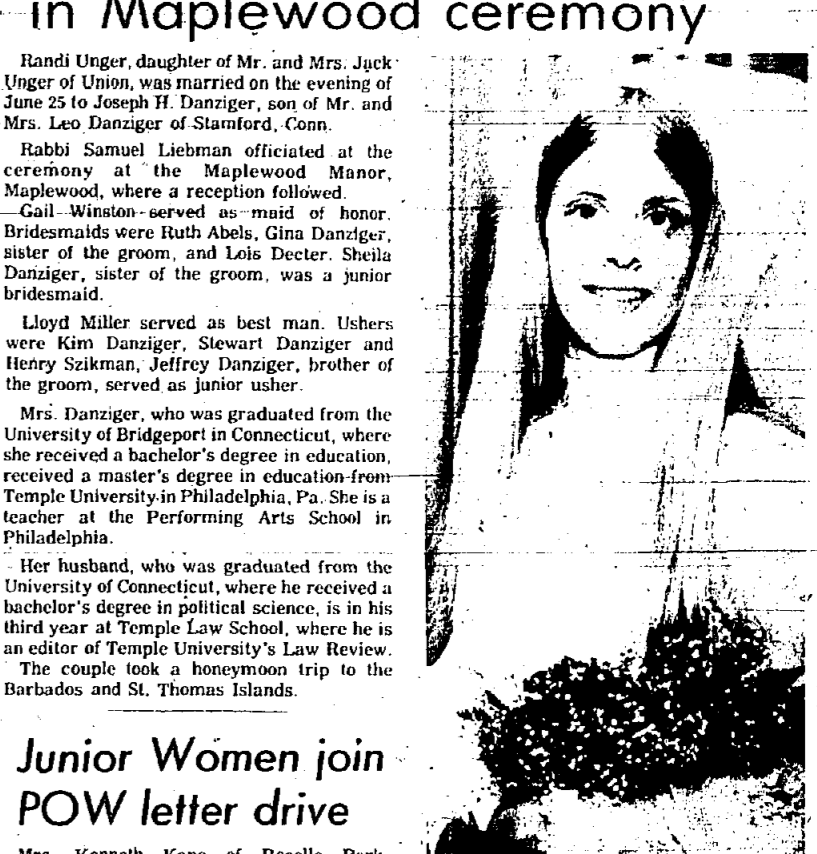 in Maplewood ceremony
Randi Unger, daughter of Mr. and Mrs. Jack
Unger of Union, was married on the evening of
June 25 to Joseph H. Danziger, son of Mr. and
Mrs. Leo Danziger of Stamford, Conn.
Rabbi Samuel Liebman officiated at the
ceremony at the Maplewood Manor,
Maplewood, where a reception followed.
Gail Winston served as maid of honor.
Bridesmaids were Ruth Abels, Gina Danziger,
sister of the groom, and Lois Decter. Sheila
Danziger, sister of the groom, was a junior
bridesmaid.
Lloyd Miller served as best man. Ushers
were Kim Danziger, Stewart Danziger and
Henry Szikman, Jeffrey Danziger, brother of
the groom, served as junior usher.
Mrs. Danziger, who was graduated from the
University of Bridgeport in Connecticut, where
she received a bachelor's degree in education,
received a master's degree in education from
Temple University in Philadelphia, Pa. She is a
teacher at the Performing Arts School in
Philadelphia.
Her husband, who was graduated from the
University of Connecticut, where he received a
bachelor's degree in political science, is in his
third year at Temple Law School, where he is
an editor of Temple University's Law Review.
The couple took a honeymoon trip to the
Barbados and St. Thomas Islands.
Junior Women join
POW letter drive
Mrs. Kenneth of Roselle Park